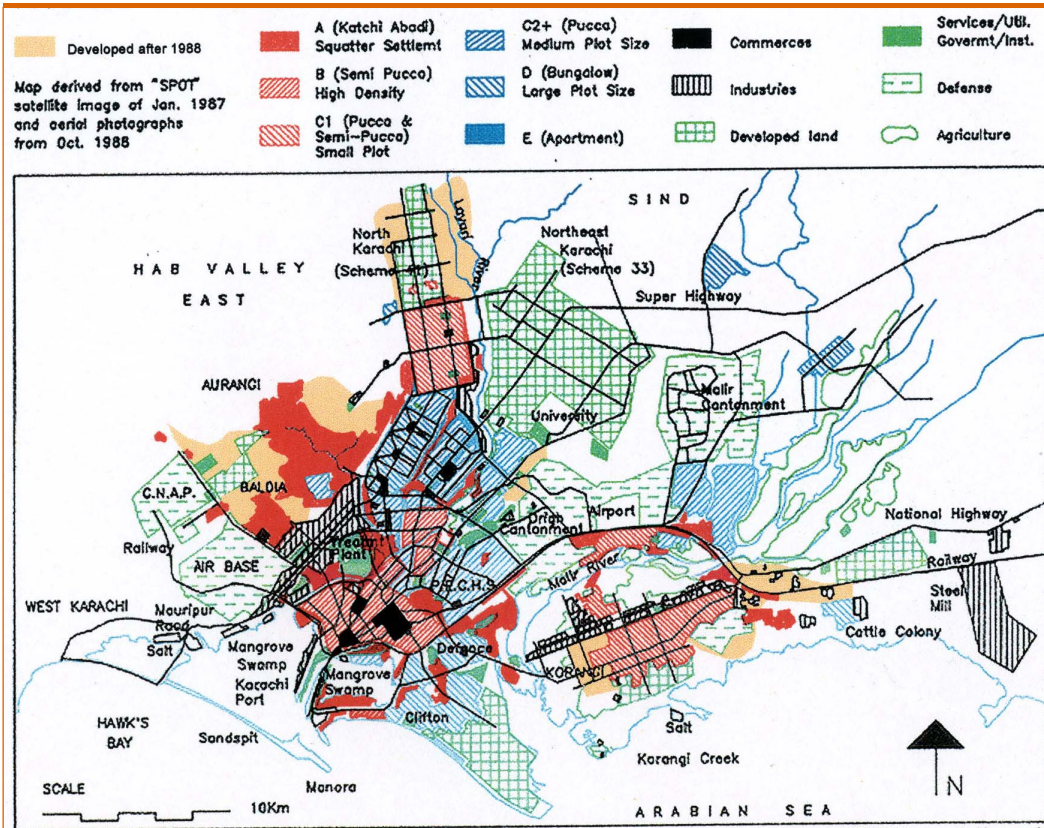 Developed after 1988
Map derived from "SPOT"
satellite image of Jan. 1987
and aerial photographs
from Oct. 1988
A (Katchi Abadi)
Squatter Settlemt
B (Semi Pucca)
High Density
C1 (Pucca &
Semi-Pucca)
Small Plot
C2+ (Pucca)
Medium Plot Size
D (Bungalow)
Large Plot Size
E (Apartment)
Commerces
Industries
Developed land
Services/Util.
Govermt/Inst.
Defense
Agriculture
SIND
HAB VALLEY
EAST
North
Karachi
(Scheme
River
Northeast
Karachi
(Scheme 33)
Super Highway
AURANGI
University
Malir
Cantonment
C.N.A.P.
BALDIA
Railway
AIR BASE
Plant
Drigh
Cantonment
Airport
National Highway
Railway
P.E.C.H.S.
Malir River
Steel
Mill
Cattle Colony
WEST KARACHI
Mauripur
Road
Salt
Mangrove
Swamp
Karachi
Port
Mangrove
Swamp
Defence
KORANGI
Clifton
Salt
HAWK'S
BAY
Sandspit
Korangi Creek
Manora
SCALE
10Km
ARABIAN SEA
N